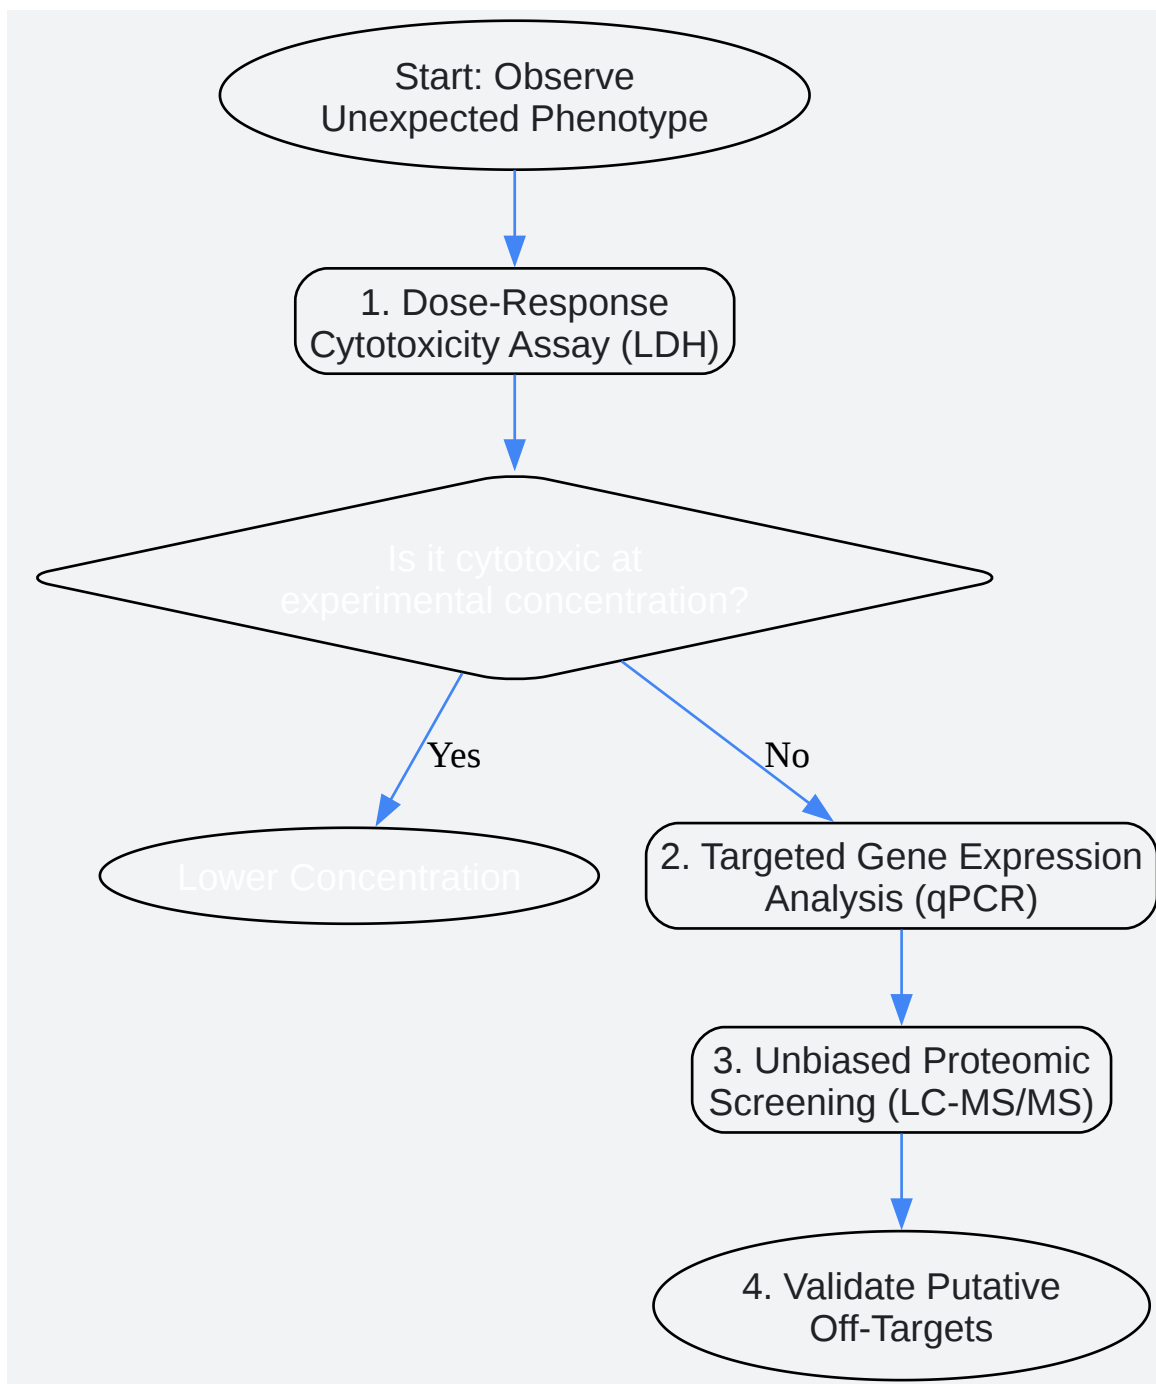 Start: Observe
Unexpected Phenotype
1. Dose-Response
Cytotoxicity Assay (LDH)
Is it cytotoxic at
experimental concentration?
Yes
No
Lower Concentration
2. Targeted Gene Expression
Analysis (qPCR)
3. Unbiased Proteomic
Screening (LC-MS/MS)
4. Validate Putative
Off-Targets